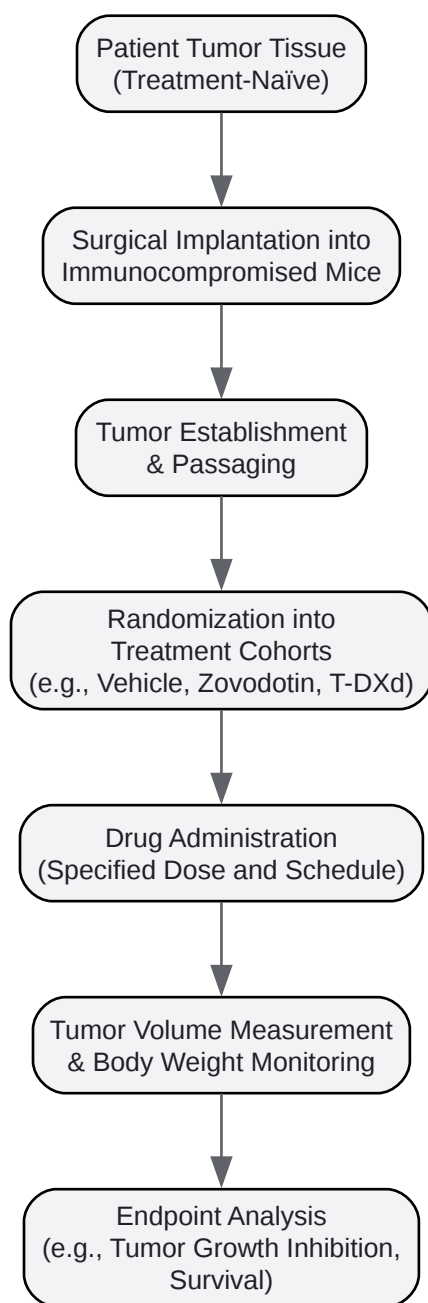 Patient Tumor Tissue
(Treatment-Naïve)
Surgical Implantation into
Immunocompromised Mice
Tumor Establishment
& Passaging
Randomization into
Treatment Cohorts
(e.g., Vehicle, Zovodotin, T-DXd)
Drug Administration
(Specified Dose and Schedule)
Tumor Volume Measurement
& Body Weight Monitoring
Endpoint Analysis
(e.g., Tumor Growth Inhibition,
Survival)